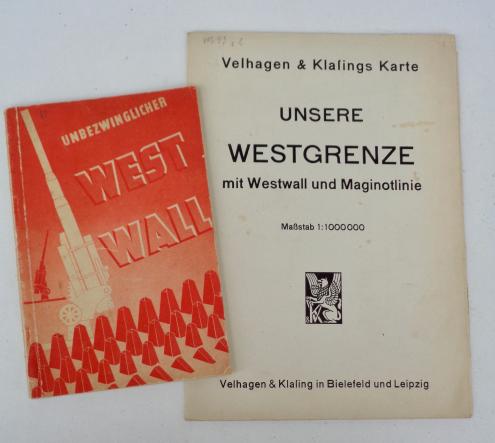 UNBEZWINGLICHER
WEST
WALL
Velhagen & Klaſings Karte
UNSERE
WESTGRENZE
mit Westwall und Maginotlinie
Maßstab 1:1000000
Velhagen & Klaſing in Bielefeld und Leipzig